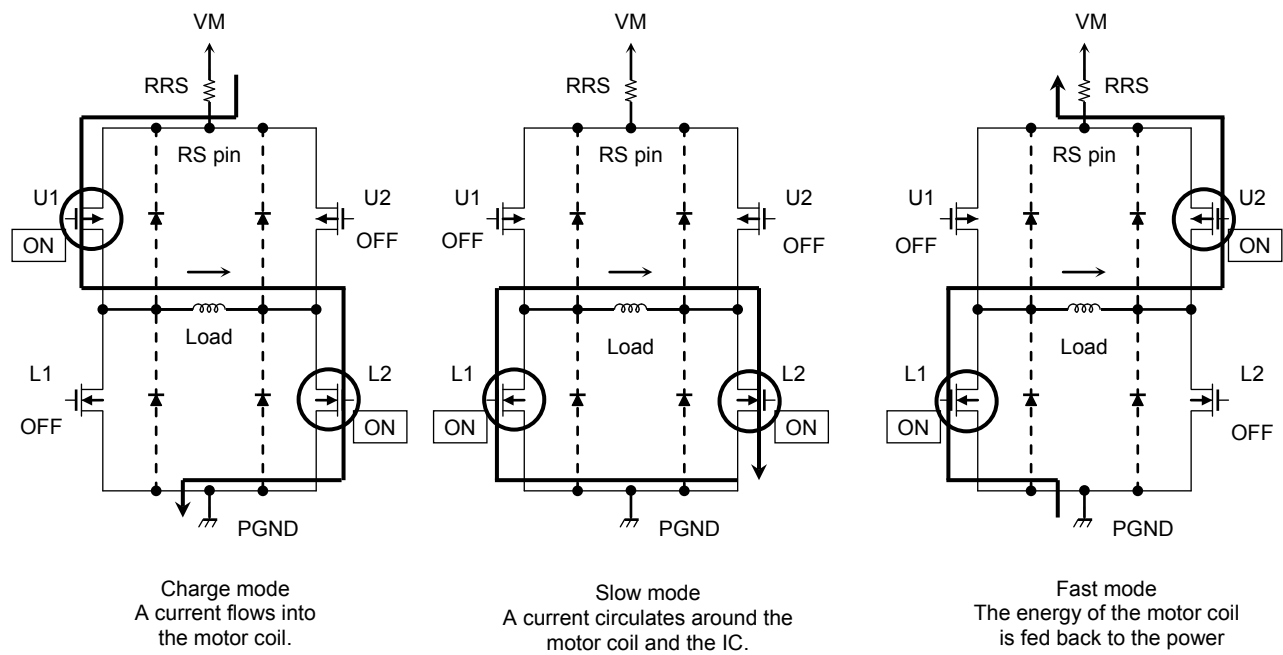 VM
RRS
RS pin
U1
ON
U2
OFF
Load
L1
OFF
L2
ON
PGND
Charge mode
A current flows into
the motor coil.
VM
RRS
RS pin
U1
OFF
U2
OFF
Load
L1
ON
L2
ON
PGND
Slow mode
A current circulates around the
motor coil and the IC.
VM
RRS
RS pin
U1
OFF
U2
ON
Load
L1
ON
L2
OFF
PGND
Fast mode
The energy of the motor coil
is fed back to the power